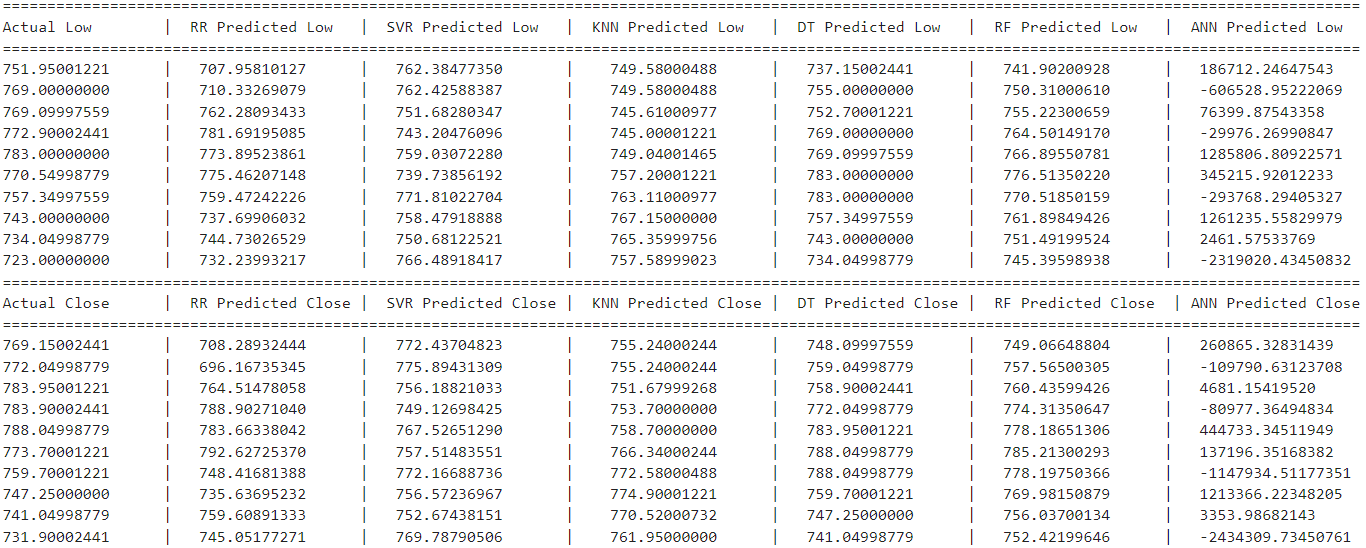 Actual Low | RR Predicted Low | SVR Predicted Low | KNN Predicted Low | DT Predicted Low | RF Predicted Low | ANN Predicted Low
751.95001221 | 707.95810127 | 762.38477350 | 749.58000488 | 737.15002441 | 741.90200928 | 186712.24647543
769.00000000 | 710.33269079 | 762.42588387 | 749.58000488 | 755.00000000 | 750.31000610 | -606528.95222069
769.09997559 | 762.28093433 | 751.68280347 | 745.61000977 | 752.70001221 | 755.22300659 | 76399.87543358
772.90002441 | 781.69195085 | 743.20476096 | 745.00001221 | 769.00000000 | 764.50149170 | -29976.26990847
783.00000000 | 773.89523861 | 759.03072280 | 749.04001465 | 769.09997559 | 766.89550781 | 1285806.80922571
770.54998779 | 775.46207148 | 739.73856192 | 757.20001221 | 783.00000000 | 776.51350220 | 345215.92012233
757.34997559 | 759.47242226 | 771.81022704 | 763.11000977 | 783.00000000 | 770.51850159 | -293768.29405327
743.00000000 | 737.69906032 | 758.47918888 | 767.15000000 | 757.34997559 | 761.89849426 | 1261235.55829979
734.04998779 | 744.73026529 | 750.68122521 | 765.35999756 | 743.00000000 | 751.49199524 | 2461.57533769
723.00000000 | 732.23993217 | 766.48918417 | 757.58999023 | 734.04998779 | 745.39598938 | -2319020.43450832
Actual Close | RR Predicted Close | SVR Predicted Close | KNN Predicted Close | DT Predicted Close | RF Predicted Close | ANN Predicted Close
769.15002441 | 708.28932444 | 772.43704823 | 755.24000244 | 748.09997559 | 749.06648804 | 260865.32831439
772.04998779 | 696.16735345 | 775.89431309 | 755.24000244 | 759.04998779 | 757.56500305 | -109790.63123708
783.95001221 | 764.51478058 | 756.18821033 | 751.67999268 | 758.90002441 | 760.43599426 | 4681.15419520
783.90002441 | 788.90271040 | 749.12698425 | 753.70000000 | 772.04998779 | 774.31350647 | -80977.36494834
788.04998779 | 783.66338042 | 767.52651290 | 758.70000000 | 783.95001221 | 778.18651306 | 444733.34511949
773.70001221 | 792.62725370 | 757.51483551 | 766.34000244 | 788.04998779 | 785.21300293 | 137196.35168382
759.70001221 | 748.41681388 | 772.16688736 | 772.58000488 | 788.04998779 | 778.19750366 | -1147934.51177351
747.25000000 | 735.63695232 | 756.57236967 | 774.90001221 | 759.70001221 | 769.98150879 | 1213366.22348205
741.04998779 | 759.60891333 | 752.67438151 | 770.52000732 | 747.25000000 | 756.03700134 | 3353.98682143
731.90002441 | 745.05177271 | 769.78790506 | 761.95000000 | 741.04998779 | 752.42199646 | -2434309.73450761